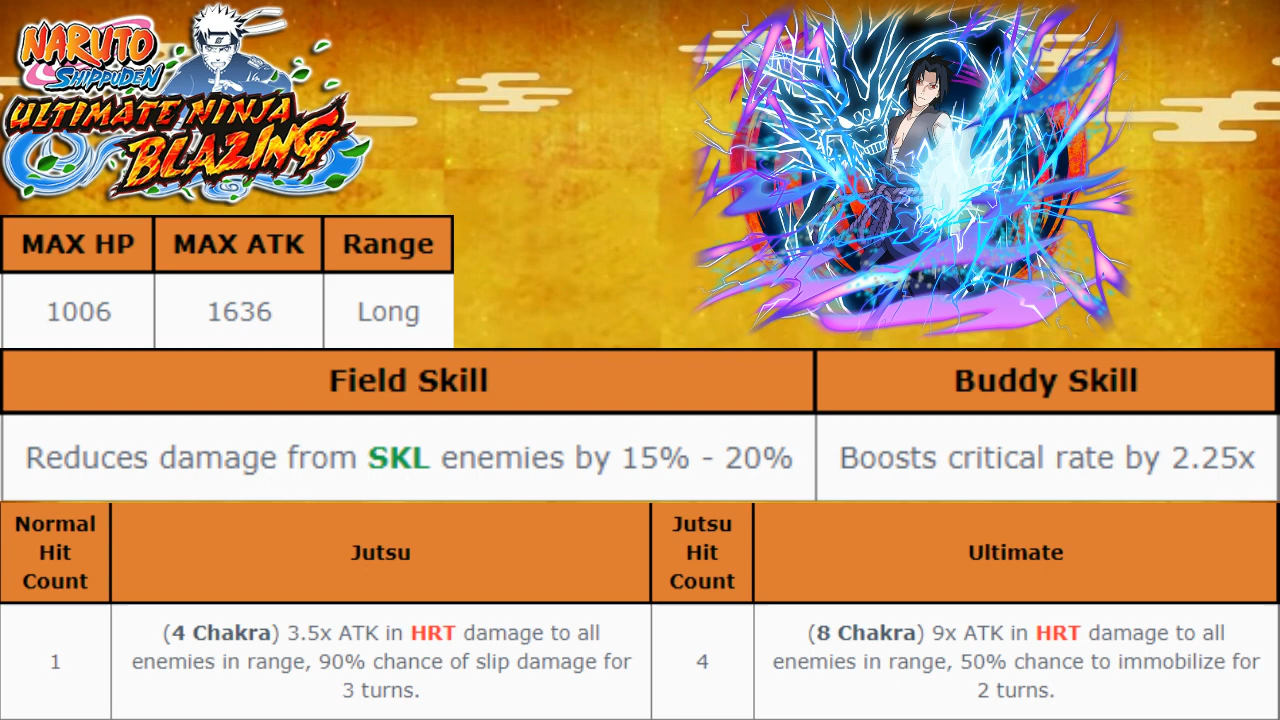 NARUTO
SHIPPUDEN
ULTIMATE NINJA
BLAZING
MAX HP MAX ATK Range
1006 1636 Long
Field Skill Buddy Skill
Reduces damage from SKL enemies by 15% - 20% Boosts critical rate by 2.25x
Normal
Hit
Count
Jutsu
Jutsu
Hit
Count
Ultimate
1
(4 Chakra) 3.5x ATK in HRT damage to all
enemies in range, 90% chance of slip damage for
3 turns.
4
(8 Chakra) 9x ATK in HRT damage to all
enemies in range, 50% chance to immobilize for
2 turns.